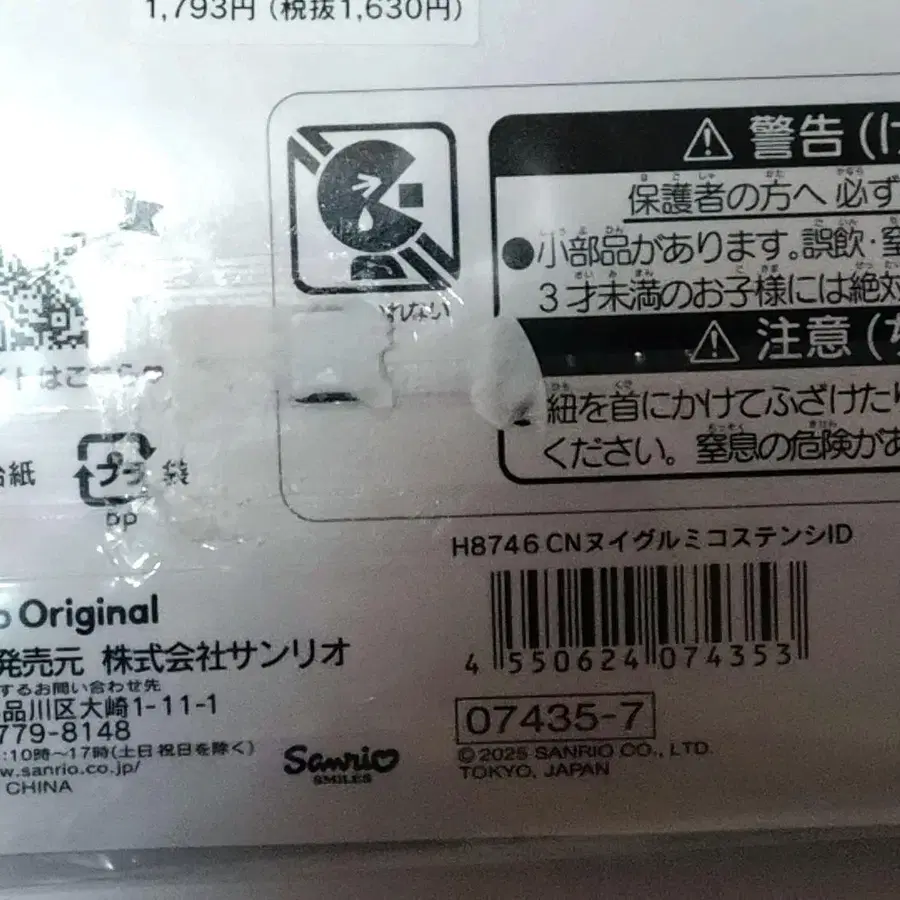 1,793円 (税抜1,630円)
警告 (け
保護者の方へ 必ず
●小部品があります。誤飲・窒
3才未満のお子様には絶対
注意 (ち
紐を首にかけてふざけたり
ください。窒息の危険があ
れない
イトはこちら
台紙
プラ 袋
PP
H8746 CNヌイグルミコステンシID
4 550624 074353
07435-7
© 2025 SANRIO CO., LTD.
TOKYO, JAPAN
o Original
発売元 株式会社サンリオ
するお問い合わせ先
品川区大崎1-11-1
779-8148
:10時~17時(土日祝日を除く)
w.sanrio.co.jp/
CHINA
Sanrio
SMILES